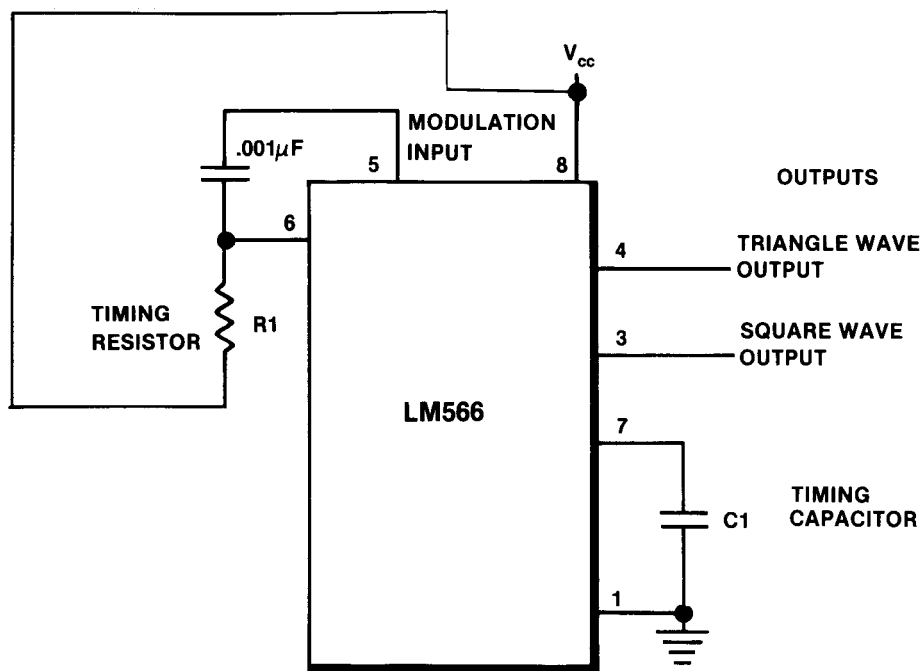 Vcc
.001μF
MODULATION
INPUT
5
8
OUTPUTS
6
4
TRIANGLE WAVE
OUTPUT
TIMING
RESISTOR
R1
3
SQUARE WAVE
OUTPUT
LM566
7
C1
TIMING
CAPACITOR
1